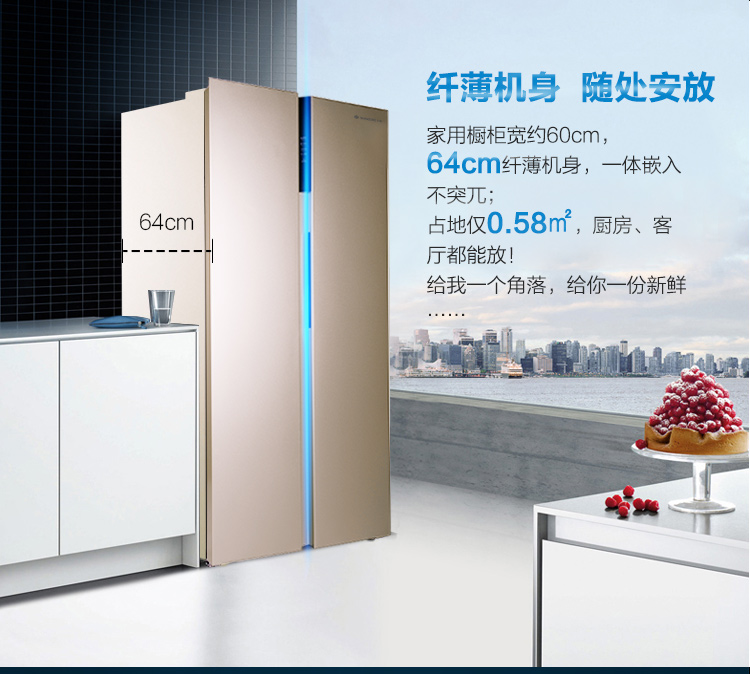 纤薄机身 随处安放
家用橱柜宽约60cm，
64cm纤薄机身，一体嵌入
不突兀；
占地仅0.58㎡，厨房、客
厅都能放！
给我一个角落，给你一份新鲜
……
64cm